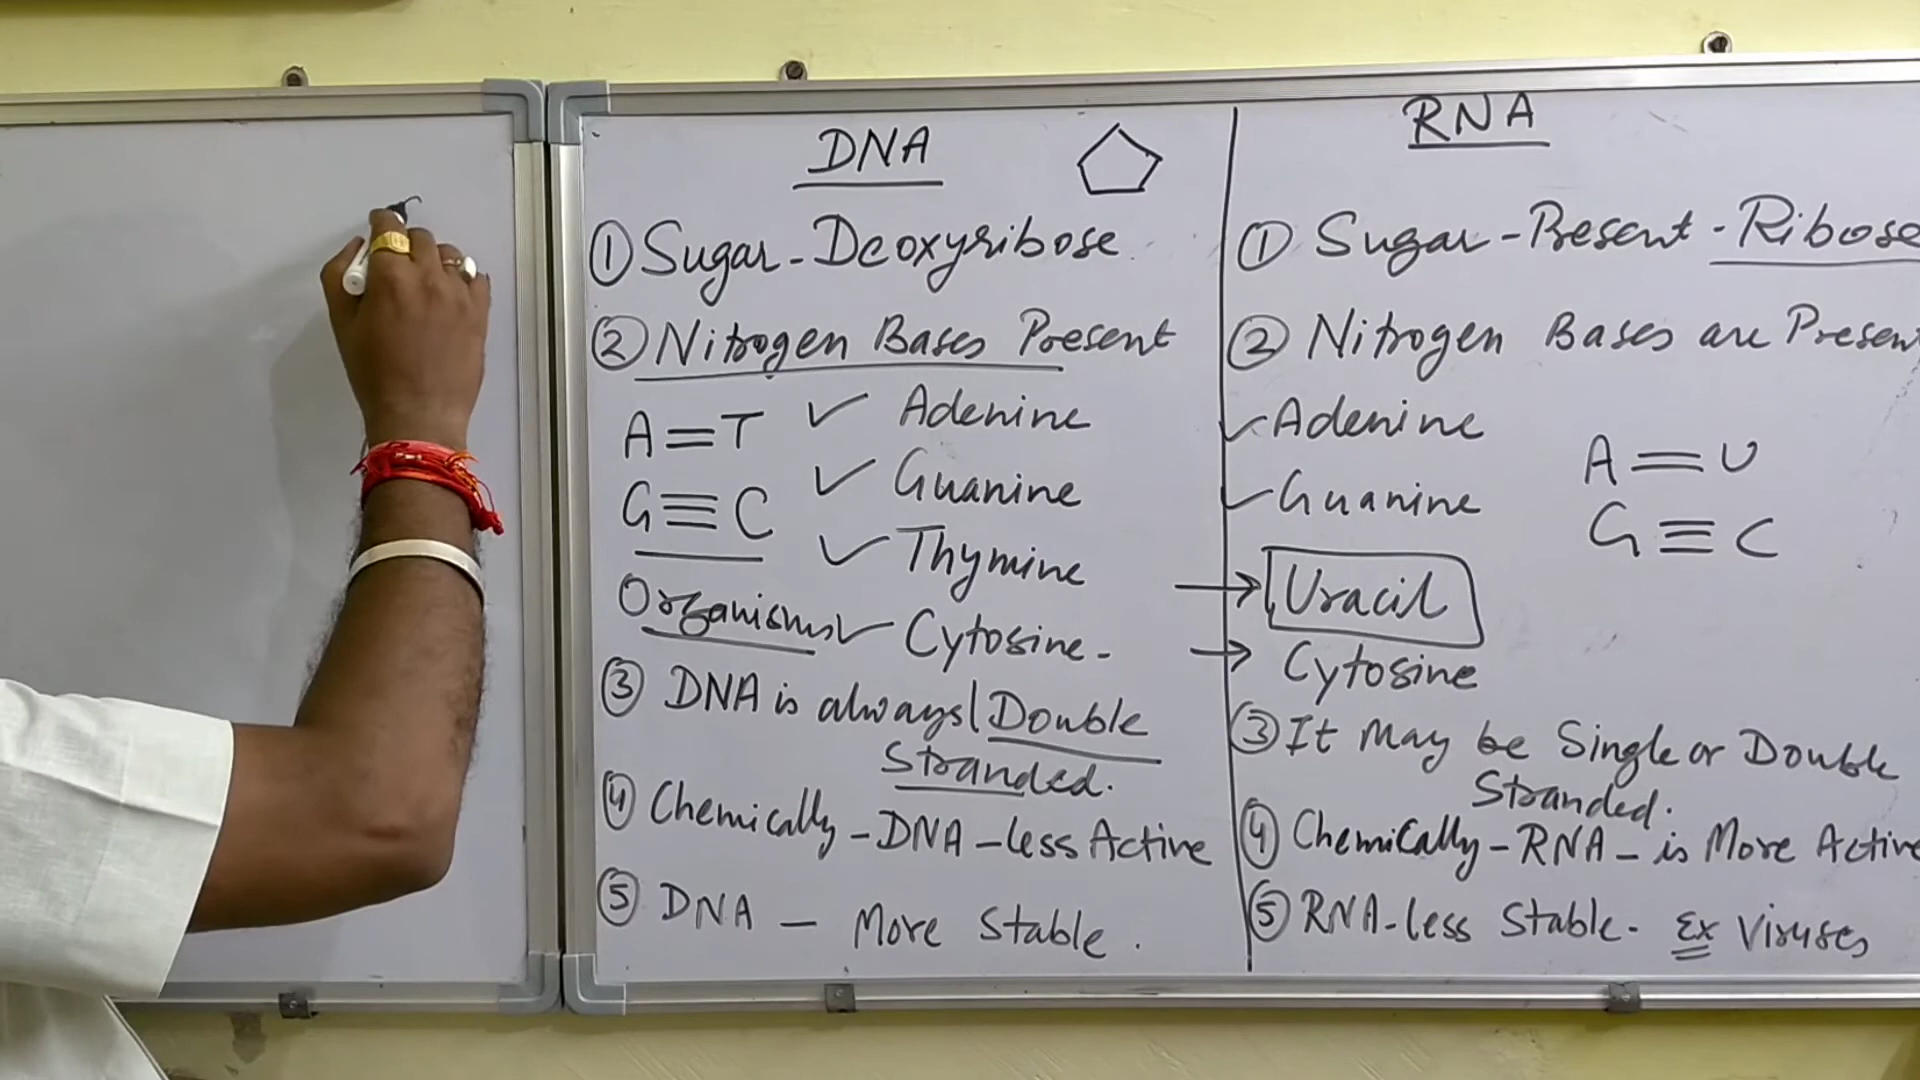 DNA
① Sugar-Deoxyribose
② Nitrogen Bases Present
A=T ✓ Adenine
G≡C ✓ Guanine
✓ Thymine
Organisms ✓ Cytosine-
③ DNA is always Double
Stranded.
④ Chemically-DNA-less Active
⑤ DNA - More Stable.
RNA
① Sugar-Present-Ribose
② Nitrogen Bases are Present
✓ Adenine
A=U
✓ Guanine
G≡C
→ Uracil
→ Cytosine
③ It May be Single or Double
Stranded.
④ Chemically-RNA-is More Active
⑤ RNA-less Stable- Ex Viruses